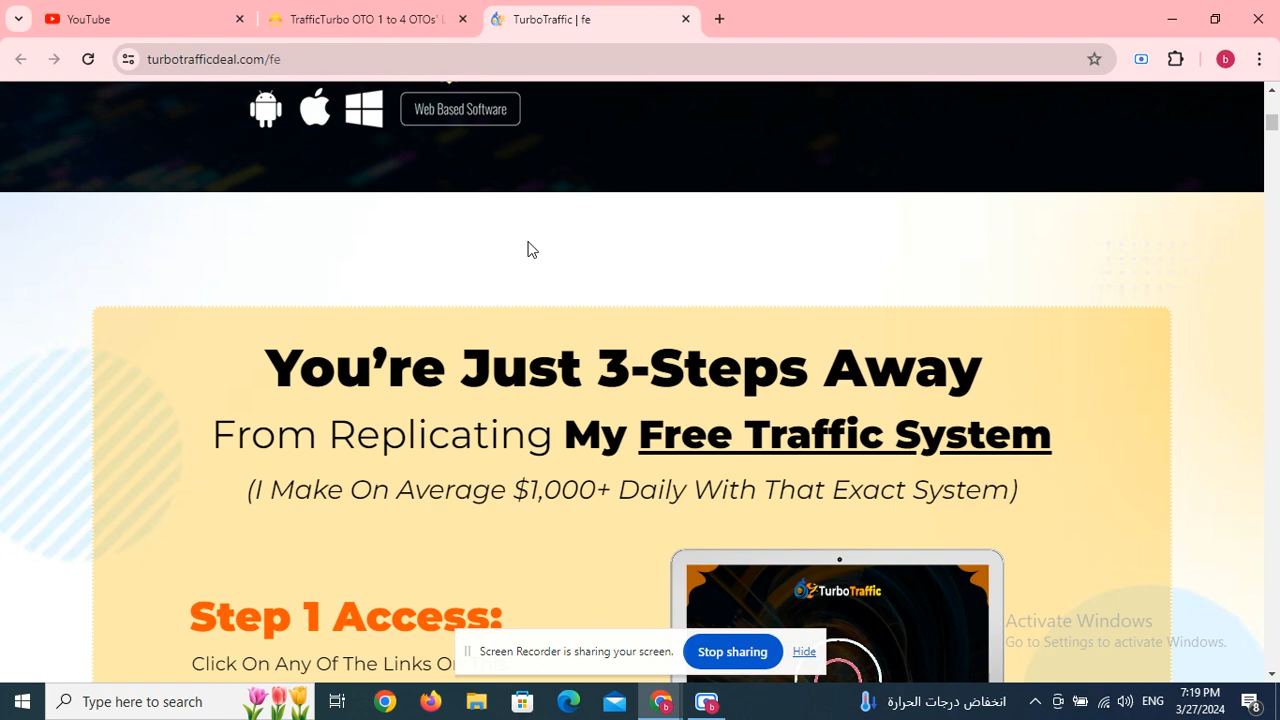 YouTube
TrafficTurbo OTO 1 to 4 OTOs' L
TurboTraffic | fe
turbotrafficdeal.com/fe
b
Web Based Software
You're Just 3-Steps Away
From Replicating My Free Traffic System
(I Make On Average $1,000+ Daily With That Exact System)
TurboTraffic
Step 1 Access:
Click On Any Of The Links On This
Screen Recorder is sharing your screen.
Stop sharing
Hide
Activate Windows
Go to Settings to activate Windows.
Type here to search
انخفاض درجات الحرارة
ENG
7:19 PM
3/27/2024
8